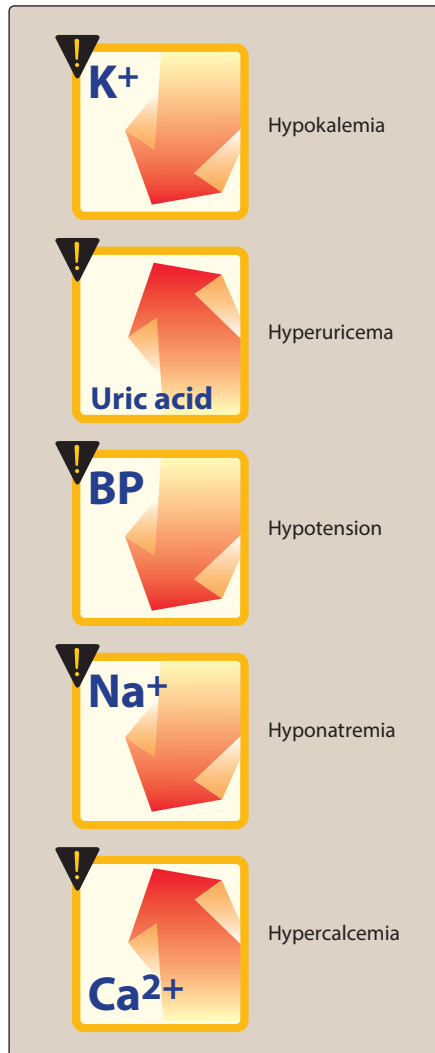 !
K+
Hypokalemia
!
Hyperuricema
Uric acid
!
BP
Hypotension
!
Na+
Hyponatremia
!
Hypercalcemia
Ca2+